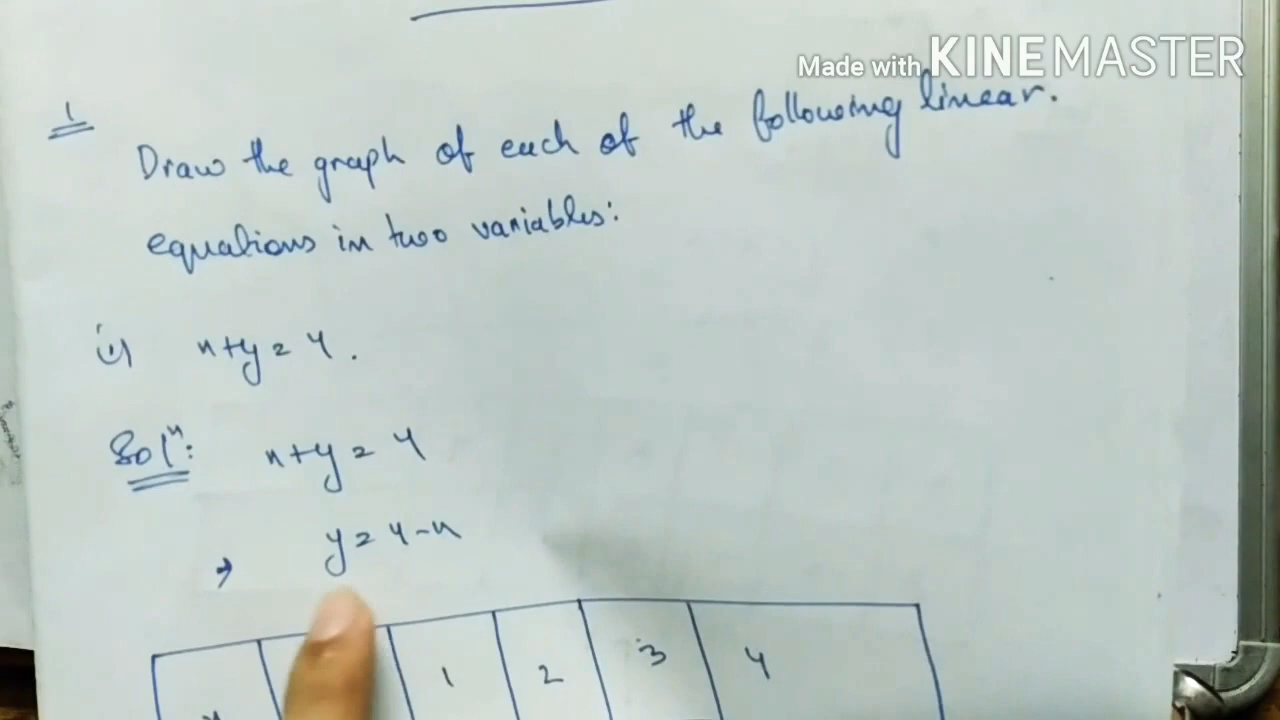 Made with KINEMASTER
1
Draw the graph of each of the following linear.
equations in two variables:
(i) x+y = 4.
Solⁿ: x+y = 4
⇒ y = 4-x
x 1 2 3 4